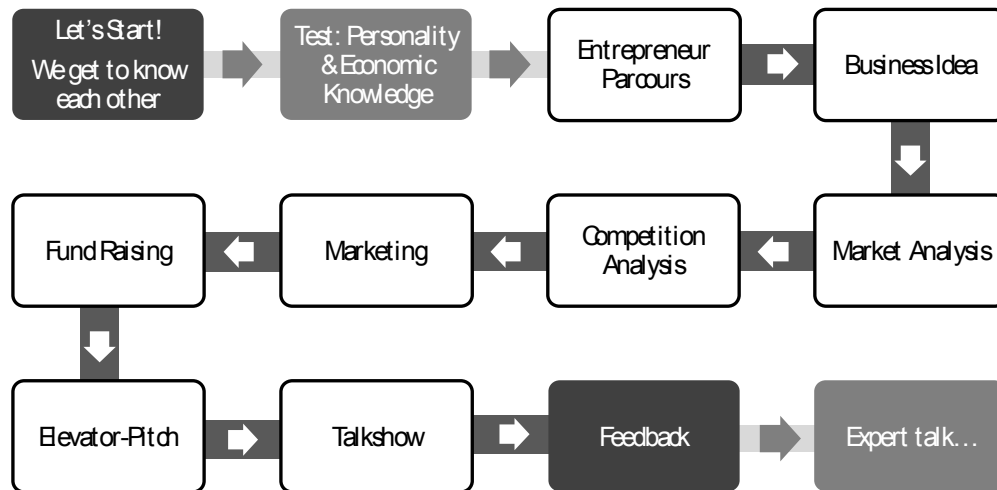 Let's Start!
We get to know
each other
Test: Personality
& Economic
Knowledge
Entrepreneur
Parcours
Business Idea
Market Analysis
Competition
Analysis
Marketing
Fund Raising
Elevator-Pitch
Talkshow
Feedback
Expert talk...